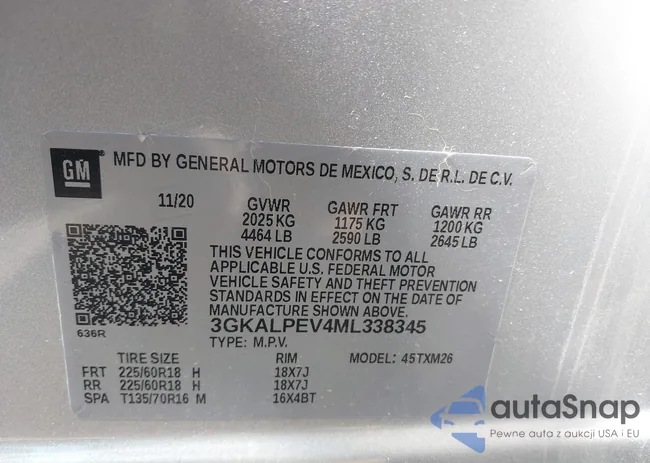 GM MFD BY GENERAL MOTORS DE MEXICO, S. DE R.L. DE C.V.
11/20 GVWR GAWR FRT GAWR RR
2025 KG 1175 KG 1200 KG
4464 LB 2590 LB 2645 LB
THIS VEHICLE CONFORMS TO ALL
APPLICABLE U.S. FEDERAL MOTOR
VEHICLE SAFETY AND THEFT PREVENTION
STANDARDS IN EFFECT ON THE DATE OF
MANUFACTURE SHOWN ABOVE.
636R 3GKALPEV4ML338345
TYPE: M.P.V. MODEL: 45TXM26
TIRE SIZE RIM
FRT 225/60R18 H 18X7J
RR 225/60R18 H 18X7J
SPA T135/70R16 M 16X4BT
autaSnap
Pewne auta z aukcji USA i EU